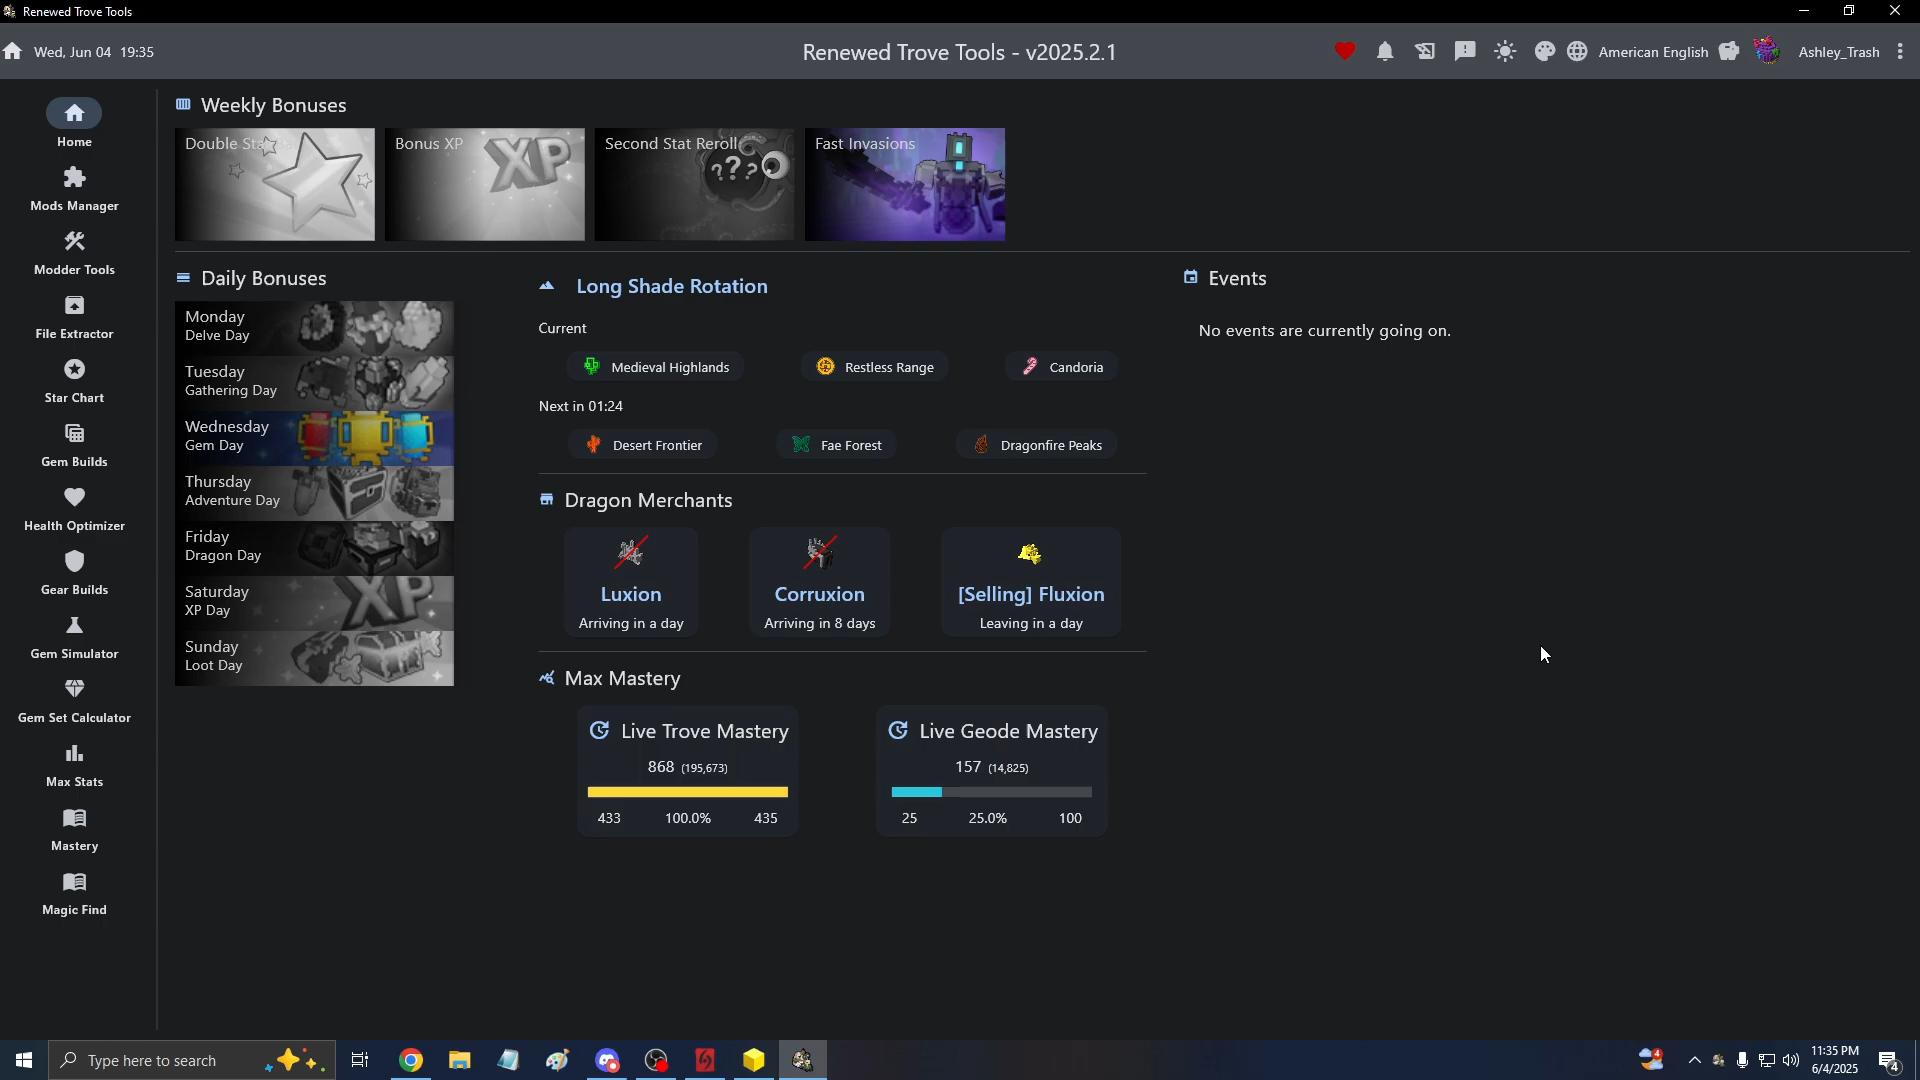 Renewed Trove Tools
Wed, Jun 04 19:35
Renewed Trove Tools - v2025.2.1
American English
Ashley_Trash
Home
Mods Manager
Modder Tools
File Extractor
Star Chart
Gem Builds
Health Optimizer
Gear Builds
Gem Simulator
Gem Set Calculator
Max Stats
Mastery
Magic Find
Weekly Bonuses
Bonus XP
XP
Second Stat Reroll
???
Fast Invasions
Daily Bonuses
Monday
Delve Day
Tuesday
Gathering Day
Wednesday
Gem Day
Thursday
Adventure Day
Friday
Dragon Day
Saturday
XP Day
XP
Sunday
Loot Day
Long Shade Rotation
Current
Medieval Highlands
Restless Range
Candoria
Next in 01:24
Desert Frontier
Fae Forest
Dragonfire Peaks
Dragon Merchants
Luxion
Arriving in a day
Corruxion
Arriving in 8 days
[Selling] Fluxion
Leaving in a day
Max Mastery
Live Trove Mastery
868 (195,673)
433 100.0% 435
Live Geode Mastery
157 (14,825)
25 25.0% 100
Events
No events are currently going on.
Type here to search
4
11:35 PM
6/4/2025
4